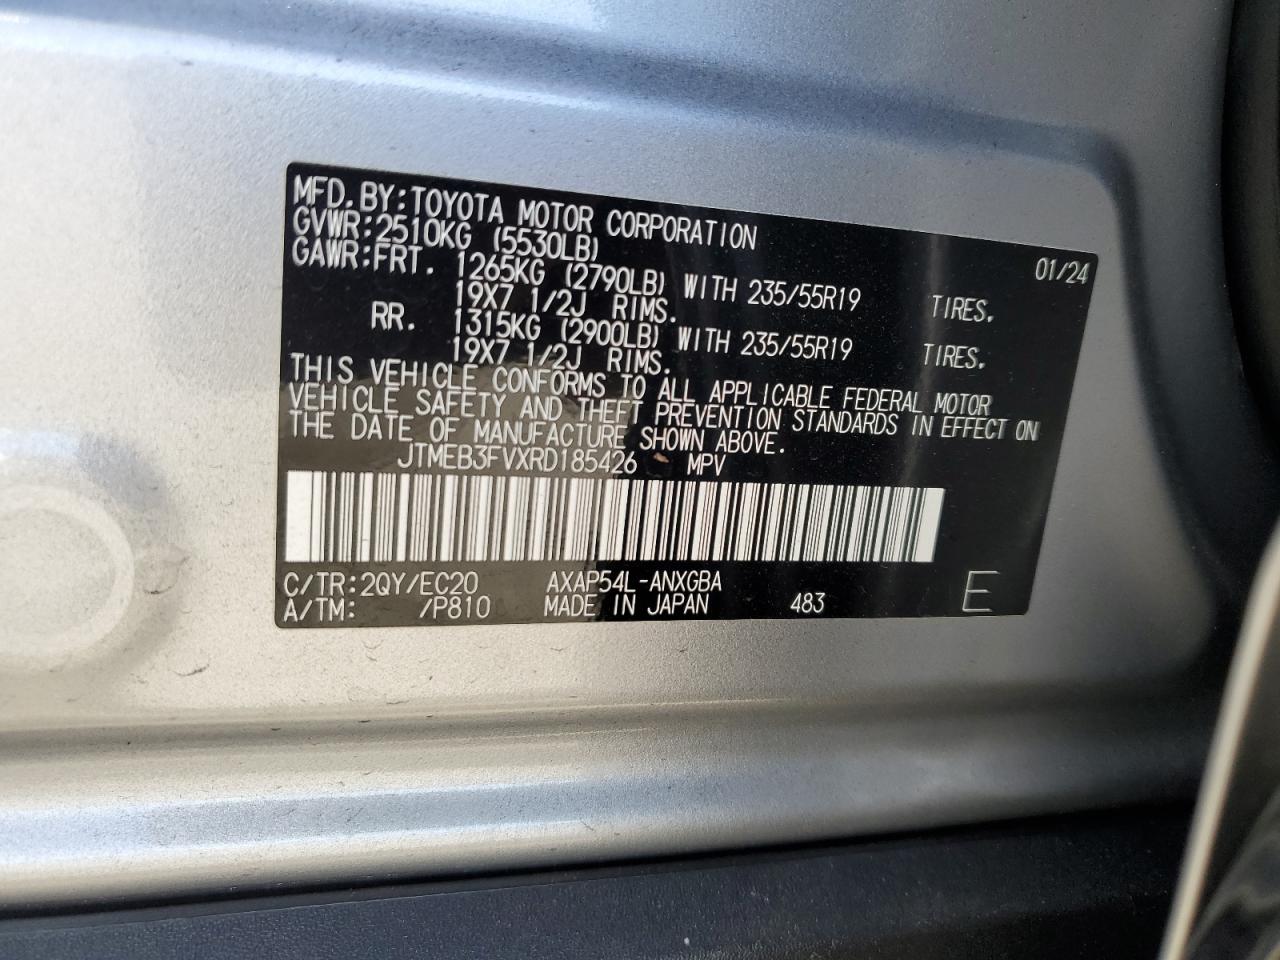 MFD. BY:TOYOTA MOTOR CORPORATION 01/24
GVWR:2510KG (5530LB)
GAWR:FRT. 1265KG (2790LB) WITH 235/55R19 TIRES.
19X7 1/2J RIMS.
RR. 1315KG (2900LB) WITH 235/55R19 TIRES.
19X7 1/2J RIMS.
THIS VEHICLE CONFORMS TO ALL APPLICABLE FEDERAL MOTOR
VEHICLE SAFETY AND THEFT PREVENTION STANDARDS IN EFFECT ON
THE DATE OF MANUFACTURE SHOWN ABOVE.
JTMEB3FVXRD185426 MPV
C/TR:2QY/EC20 AXAP54L-ANXGBA
A/TM: /P810 MADE IN JAPAN 483 E